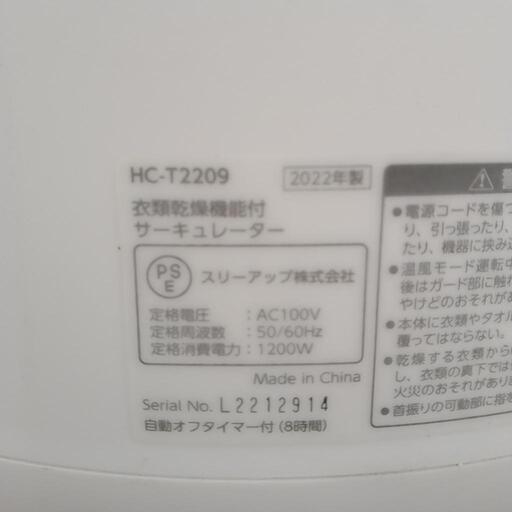 HC-T2209 2022年製
衣類乾燥機能付
サーキュレーター
PSE スリーアップ株式会社
定格電圧：AC100V
定格周波数：50/60Hz
定格消費電力：1200W
Made in China
Serial No. L2212914
自動オフタイマー付（8時間）
⚠
●電源コードを傷つ
り、引っ張ったり、
たり、機器に挟み込
●温風モード運転中
後はガード部に触れ
やけどのおそれがあ
●本体に衣類やタオル
覆ってはならない。
●乾燥する衣類から
し、衣類の真下では
火災のおそれがあり
●首振りの可動部に指を